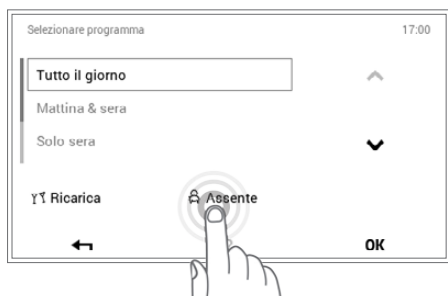 Selezionare programma 17:00
Tutto il giorno
Mattina & sera
Solo sera
Ricarica Assente
OK